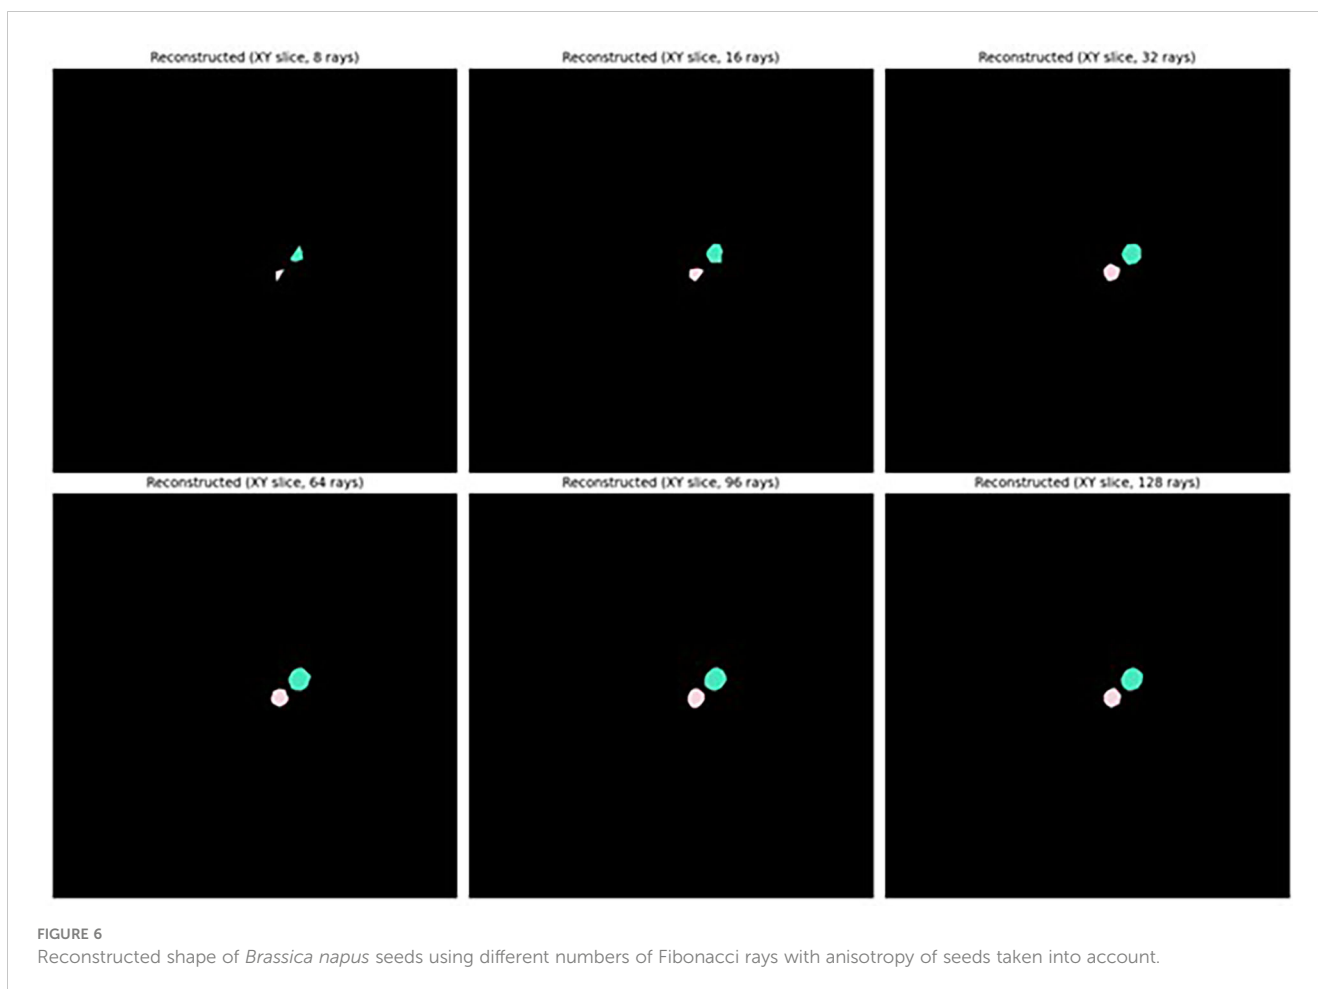 Reconstructed (XY slice, 8 rays)
Reconstructed (XY slice, 16 rays)
Reconstructed (XY slice, 32 rays)
Reconstructed (XY slice, 64 rays)
Reconstructed (XY slice, 96 rays)
Reconstructed (XY slice, 128 rays)
FIGURE 6
Reconstructed shape of Brassica napus seeds using different numbers of Fibonacci rays with anisotropy of seeds taken into account.